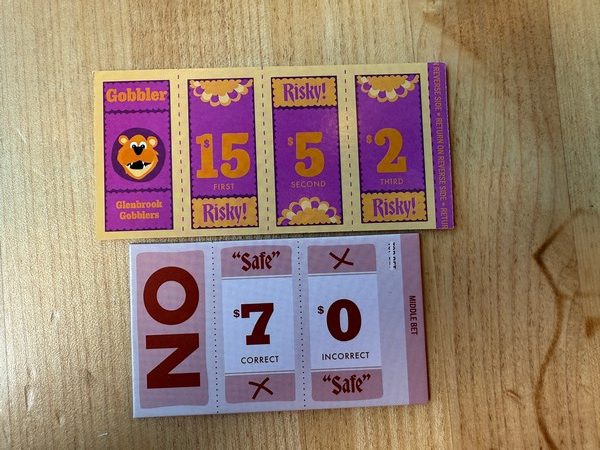 Gobbler
Glenbrook
Gobblers
$15
FIRST
Risky!
Risky!
$5
SECOND
$2
THIRD
Risky!
REVERSE SIDE • RETURN ON REVERSE SIDE • RETUR
NO
"Safe"
$7
CORRECT
X
X
$0
INCORRECT
"Safe"
MIDDLE BET